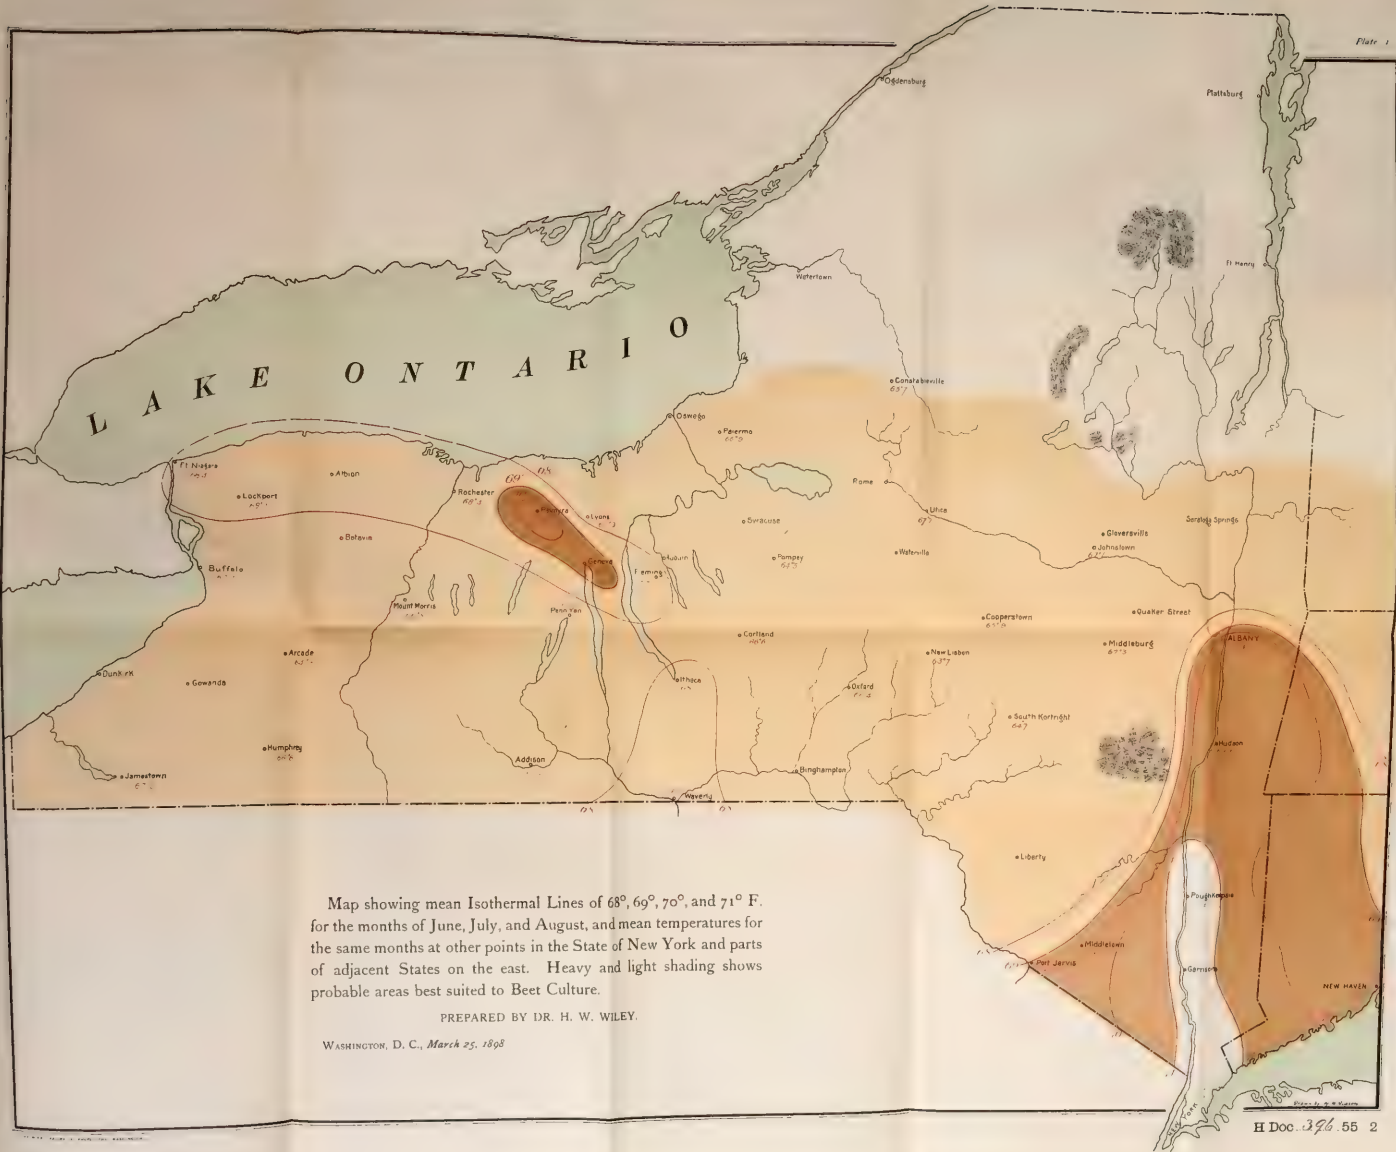 Plate 1
Ogdensburg
Plattsburg
Ft Henry
Watertown
LAKE ONTARIO
Constableville
Oswego
Palermo
Ft Niagara
Albion
69°
Lockport
Rochester
Palmyra
Lyons
Rome
Syracuse
Utica
Saratoga Springs
Batavia
Gloversville
Johnstown
Auburn
Pompey
Waterville
Buffalo
Geneva
Fleming
Mount Morris
Penn Yan
Cooperstown
Quaker Street
Cortland
ALBANY
Arcade
New Lisbon
Middleburg
Dunkirk
Gowanda
Ithaca
Oxford
South Kortright
Humphrey
Hudson
Addison
Jamestown
Binghampton
Waverly
Liberty
Poughkeepsie
Map showing mean Isothermal Lines of 68°, 69°, 70°, and 71° F.
for the months of June, July, and August, and mean temperatures for
the same months at other points in the State of New York and parts
of adjacent States on the east. Heavy and light shading shows
probable areas best suited to Beet Culture.
PREPARED BY DR. H. W. WILEY.
WASHINGTON, D. C., March 25, 1898
Middletown
Port Jervis
Garrison
NEW HAVEN
NEW YORK
H Doc. 396 55 2